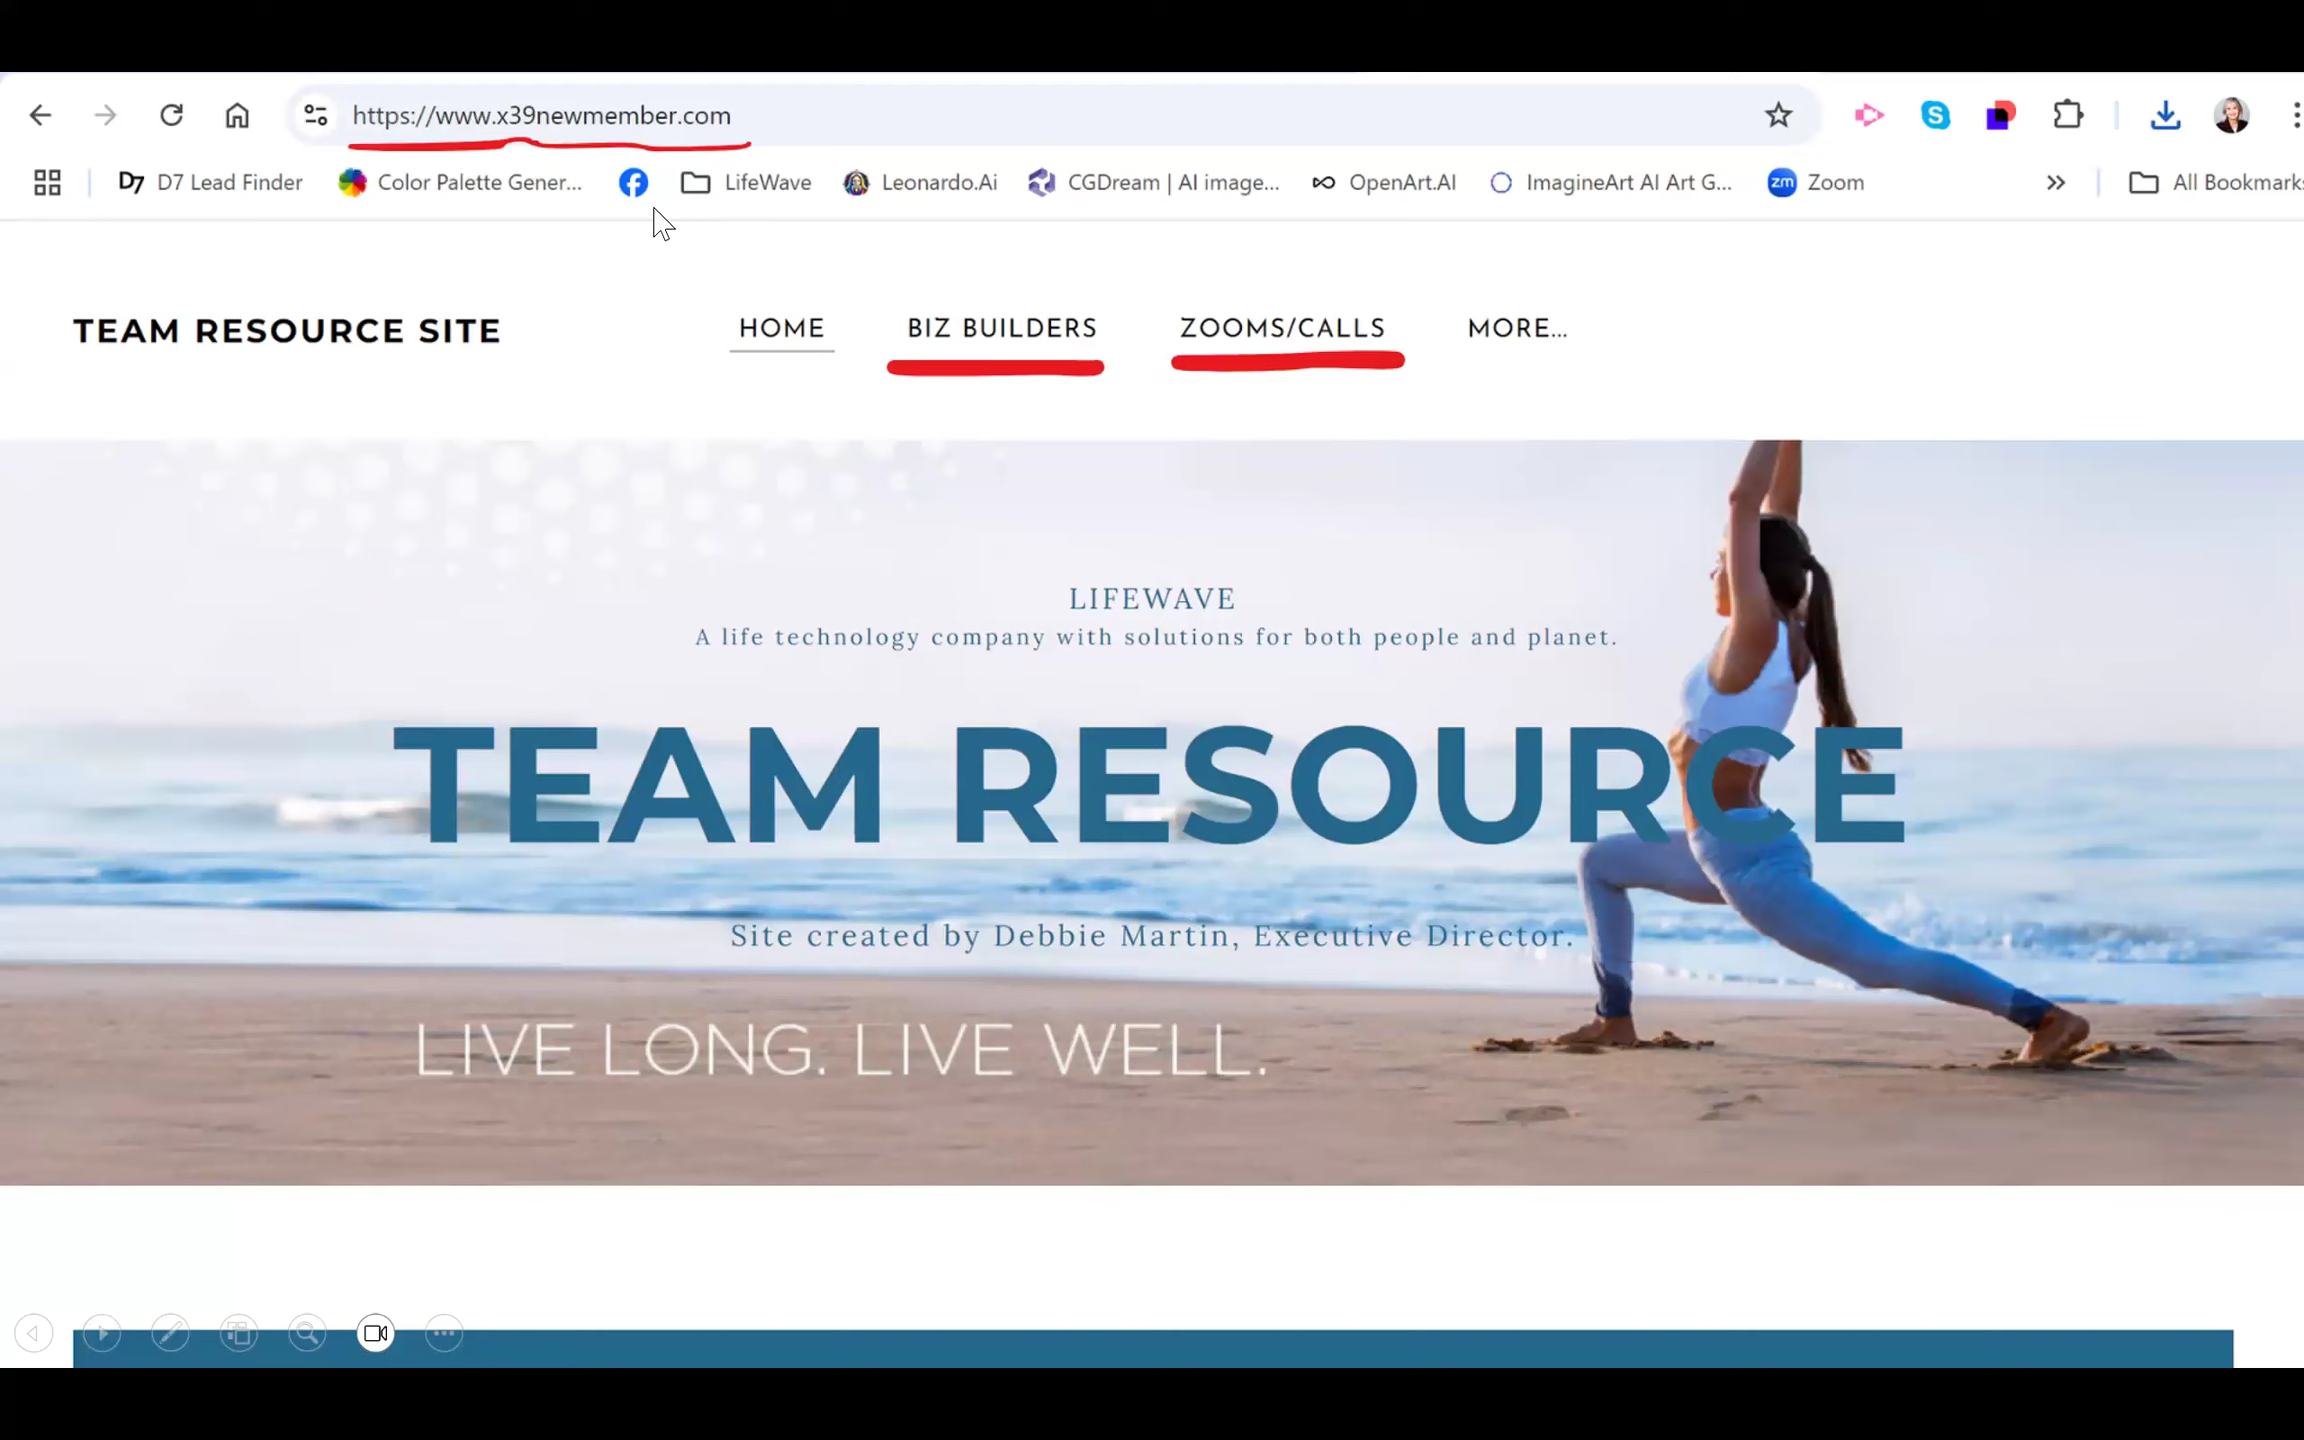 https://www.x39newmember.com
D7 D7 Lead Finder Color Palette Gener... LifeWave Leonardo.Ai CGDream | AI image... OpenArt.AI ImagineArt AI Art G... zm Zoom All Bookmarks
TEAM RESOURCE SITE HOME BIZ BUILDERS ZOOMS/CALLS MORE...
LIFEWAVE
A life technology company with solutions for both people and planet.
TEAM RESOURCE
Site created by Debbie Martin, Executive Director.
LIVE LONG. LIVE WELL.